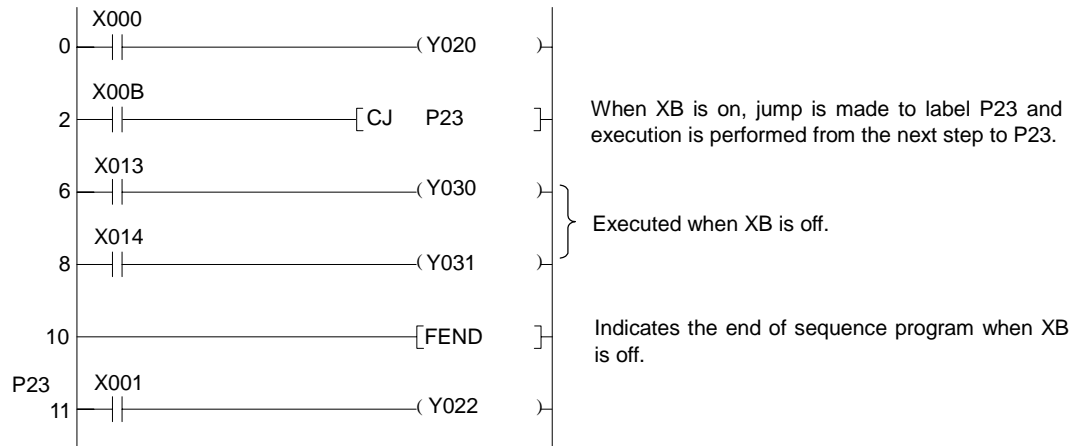 X000
0 ( Y020 )
X00B
2 [ CJ P23 ]
When XB is on, jump is made to label P23 and
execution is performed from the next step to P23.
X013
6 ( Y030 )
X014
8 ( Y031 )
Executed when XB is off.
10 [ FEND ]
Indicates the end of sequence program when XB
is off.
P23 X001
11 ( Y022 )